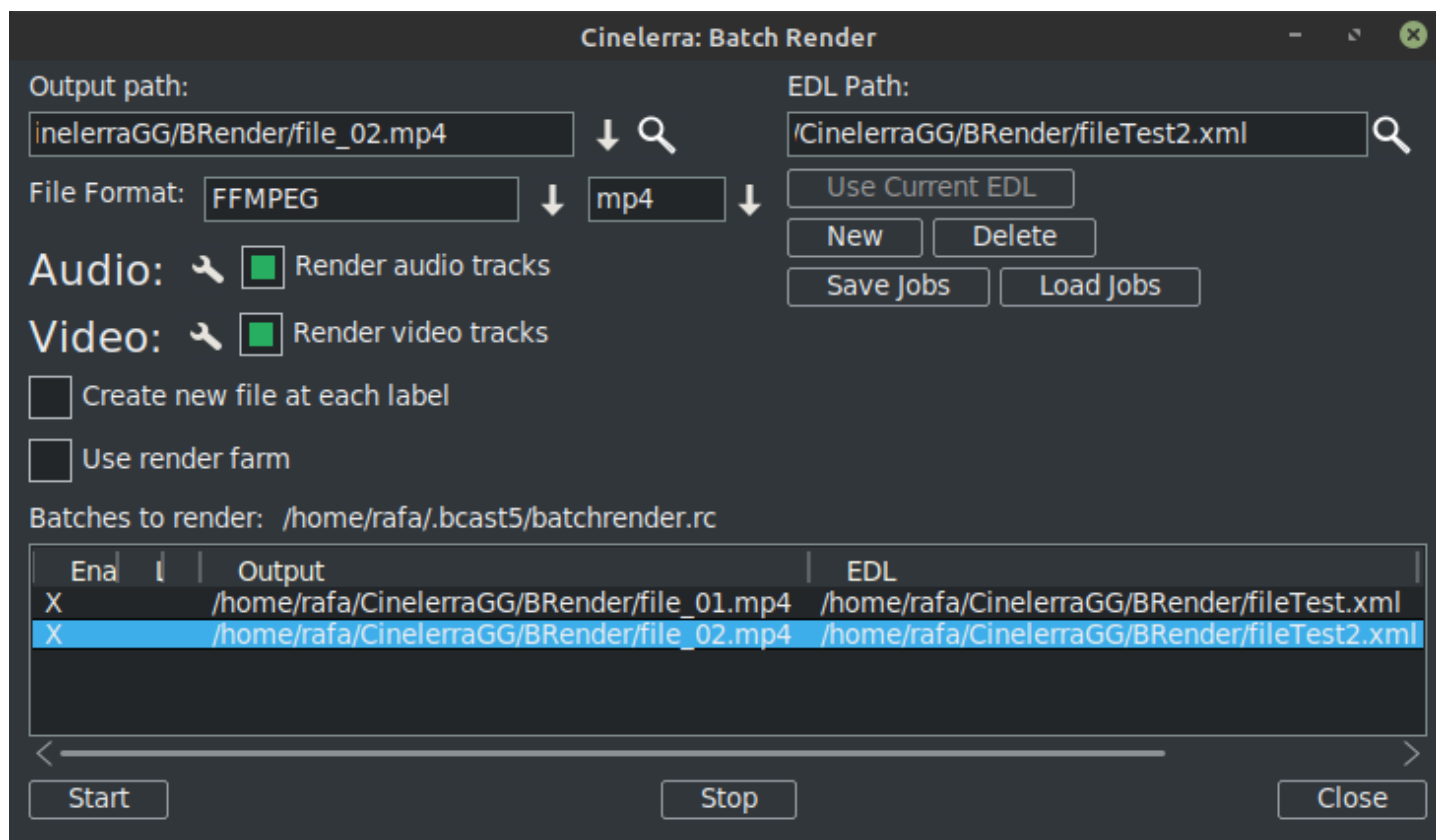 Cinelerra: Batch Render
Output path:
inelerraGG/BRender/file_02.mp4
File Format: FFMPEG mp4
Audio: Render audio tracks
Video: Render video tracks
Create new file at each label
Use render farm
EDL Path:
/CinelerraGG/BRender/fileTest2.xml
Use Current EDL
New Delete
Save Jobs Load Jobs
Batches to render: /home/rafa/.bcast5/batchrender.rc
Ena Output EDL
X /home/rafa/CinelerraGG/BRender/file_01.mp4 /home/rafa/CinelerraGG/BRender/fileTest.xml
X /home/rafa/CinelerraGG/BRender/file_02.mp4 /home/rafa/CinelerraGG/BRender/fileTest2.xml
Start Stop Close